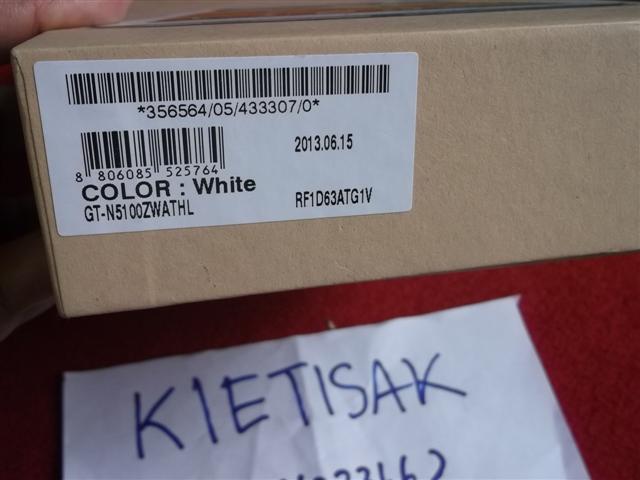 *356564/05/433307/0*
2013.06.15
8 806085 525764
COLOR : White
GT-N5100ZWATHL
RF1D63ATG1V
KIETISAK